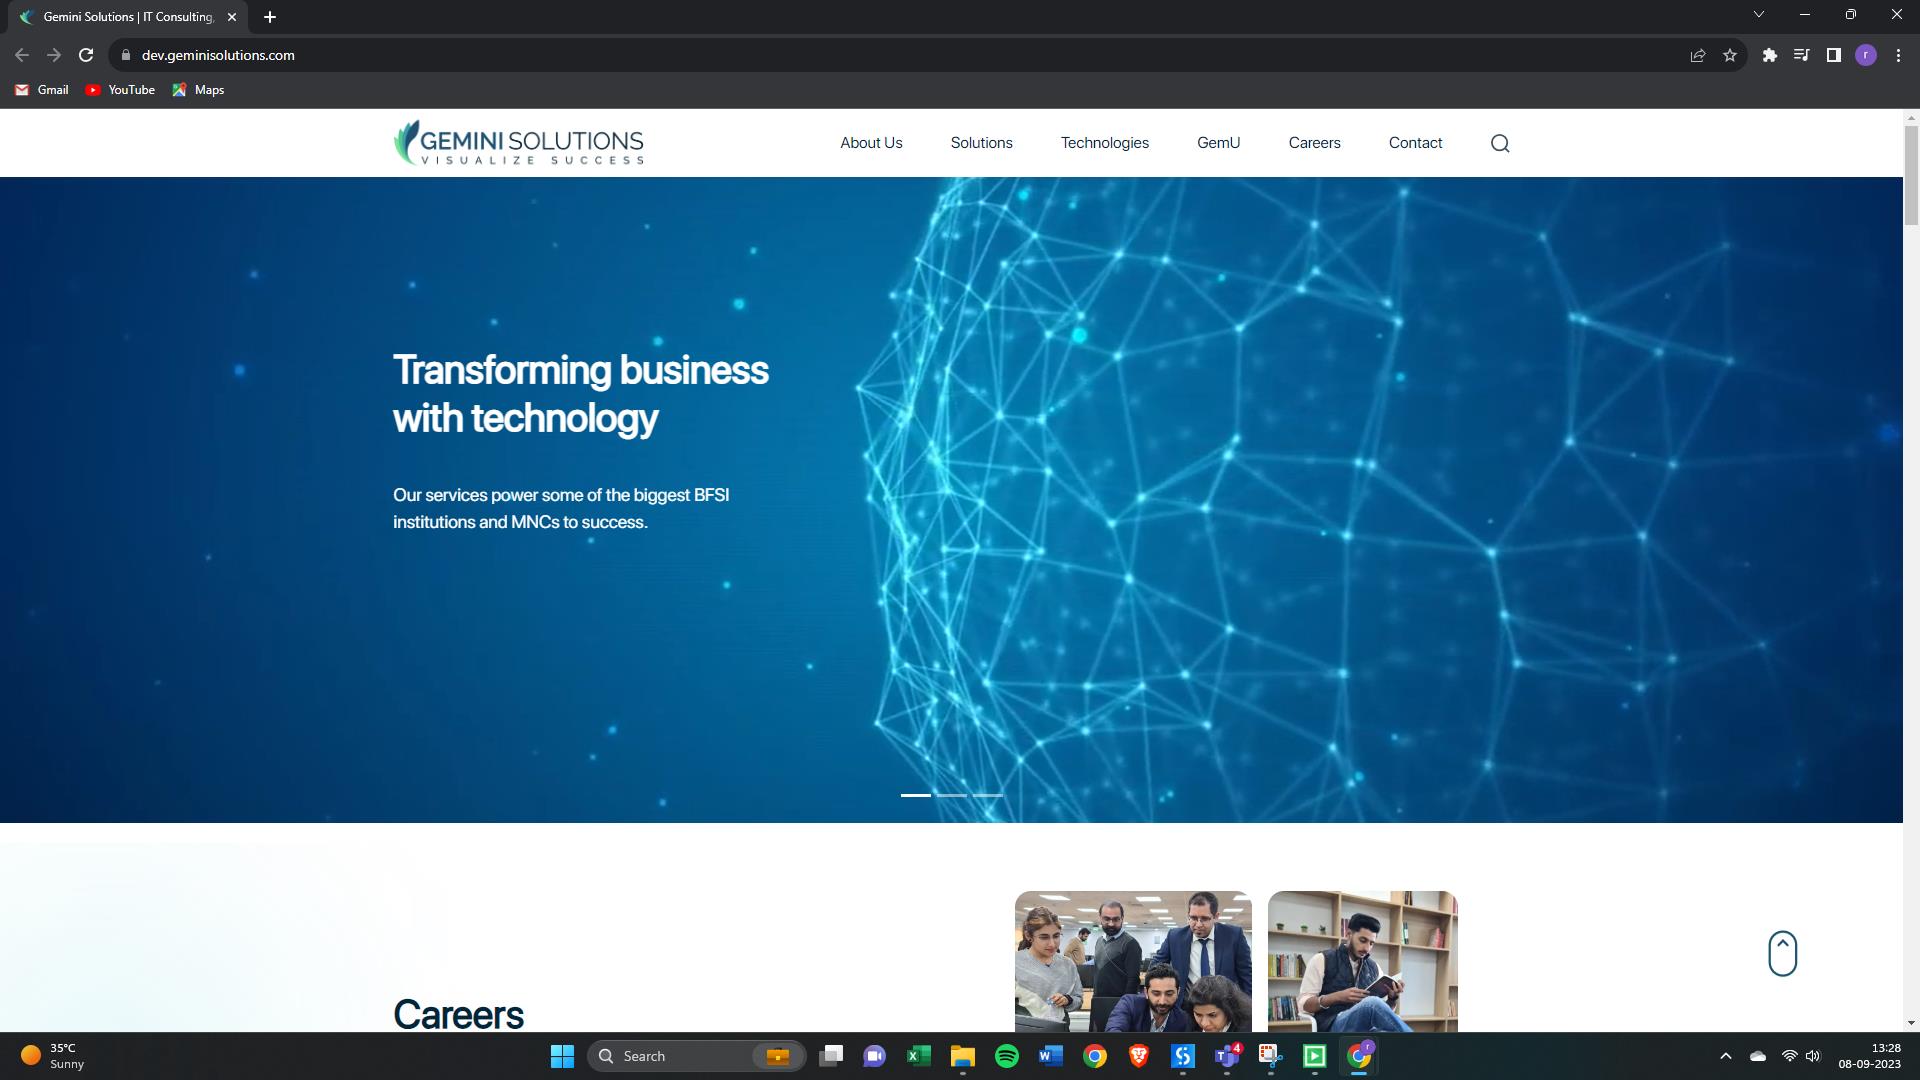 Gemini Solutions | IT Consulting,
dev.geminisolutions.com
r
Gmail
YouTube
Maps
GEMINI SOLUTIONS
VISUALIZE SUCCESS
About Us
Solutions
Technologies
GemU
Careers
Contact
Transforming business
with technology
Our services power some of the biggest BFSI
institutions and MNCs to success.
Careers
35°C
Sunny
Search
4
r
13:28
08-09-2023